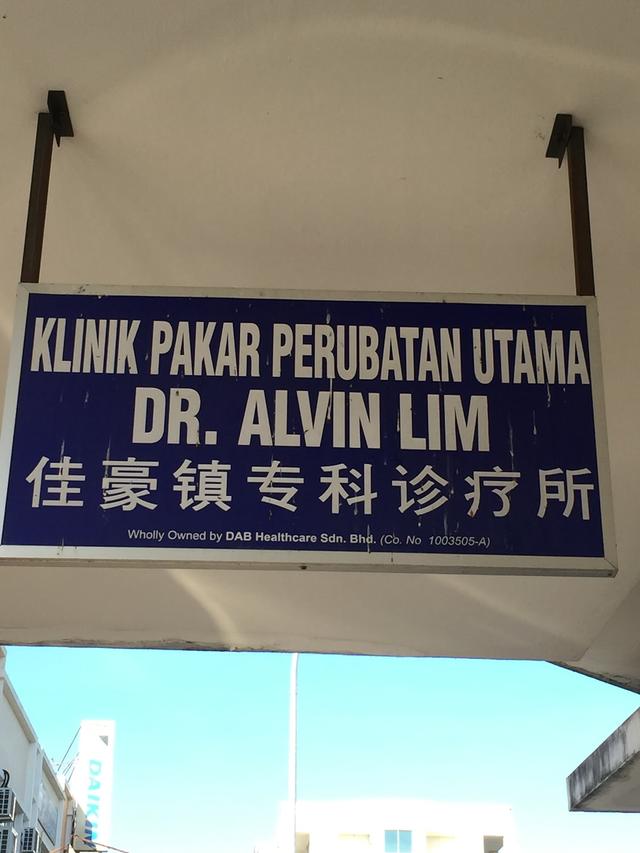 KLINIK PAKAR PERUBATAN UTAMA
DR. ALVIN LIM
佳豪镇专科诊疗所
Wholly Owned by DAB Healthcare Sdn. Bhd. (Co. No 1003505-A)
DAIKIN